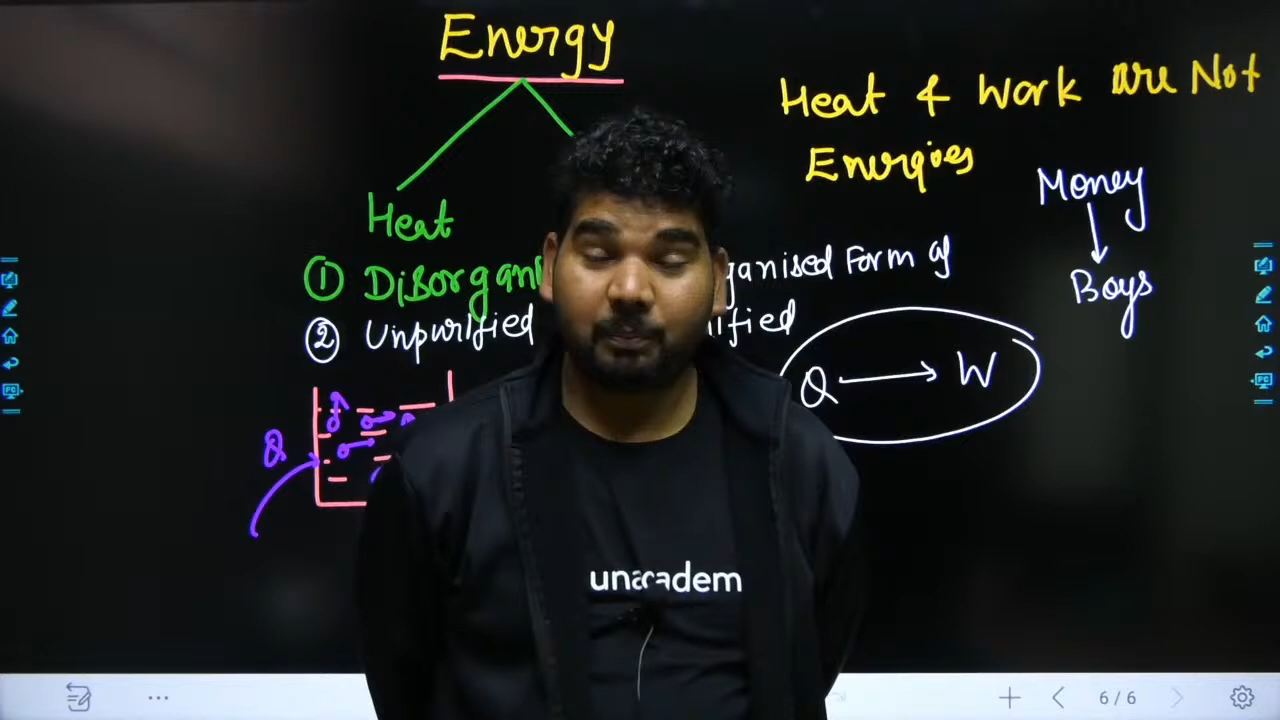 Energy
Heat & Work are Not
Energies
Money
Boys
Heat
① Disorgani ganised Form of
② Unpurified ified
Q → W
Q
unacadem
6/6